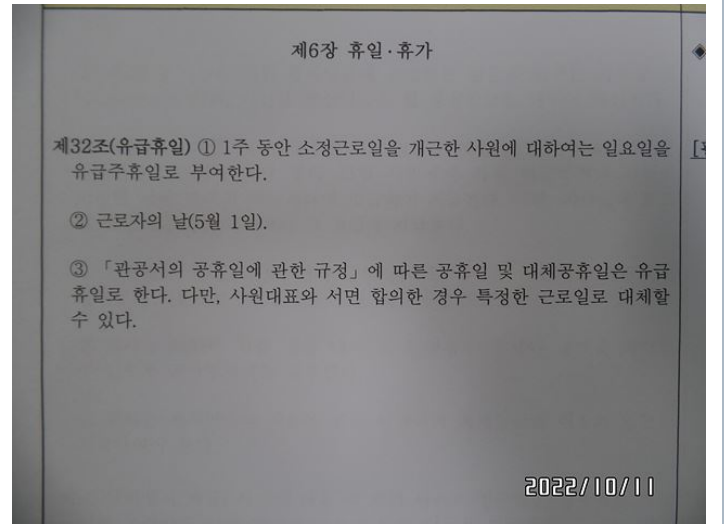 제6장 휴일·휴가
제32조(유급휴일) ① 1주 동안 소정근로일을 개근한 사원에 대하여는 일요일을
유급주휴일로 부여한다.
② 근로자의 날(5월 1일).
③ 「관공서의 공휴일에 관한 규정」에 따른 공휴일 및 대체공휴일은 유급
휴일로 한다. 다만, 사원대표와 서면 합의한 경우 특정한 근로일로 대체할
수 있다.
2022/10/11